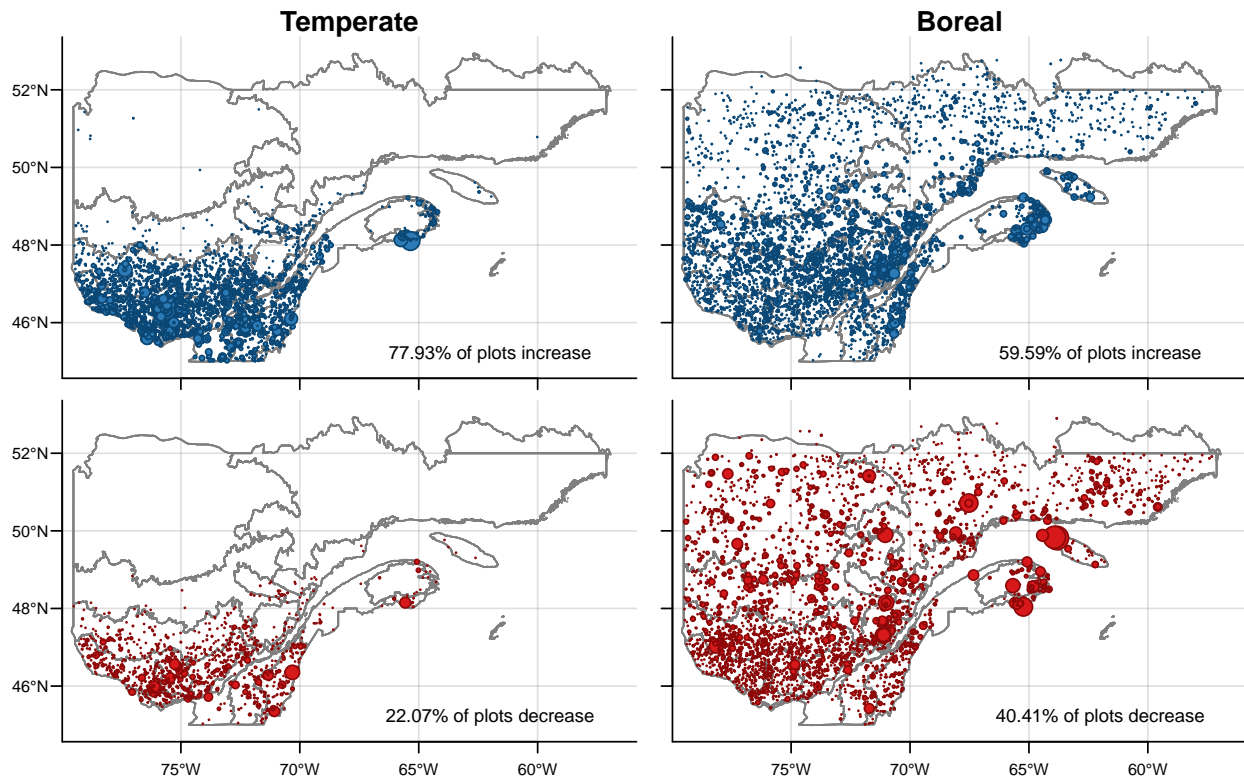 Temperate
Boreal
52°N
50°N
48°N
46°N
77.93% of plots increase
59.59% of plots increase
52°N
50°N
48°N
46°N
22.07% of plots decrease
40.41% of plots decrease
75°W 70°W 65°W 60°W
75°W 70°W 65°W 60°W